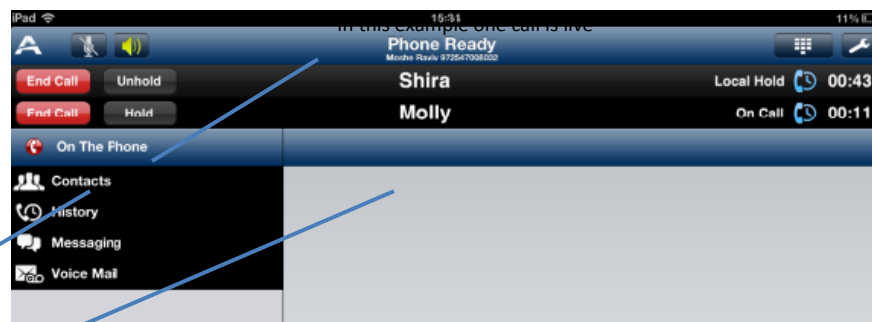 iPad 15:31 11%
In this example one call is live
Phone Ready
Moshe Raviv 972547008032
End Call Unhold Shira Local Hold 00:43
End Call Hold Molly On Call 00:11
On The Phone
Contacts
History
Messaging
Voice Mail